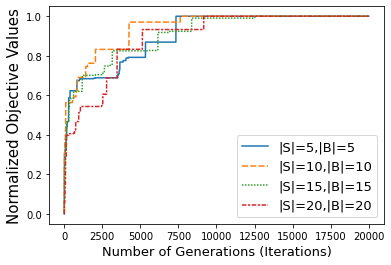 Normalized Objective Values
1.0
0.8
0.6
0.4
0.2
0.0
|S|=5,|B|=5
|S|=10,|B|=10
|S|=15,|B|=15
|S|=20,|B|=20
0 2500 5000 7500 10000 12500 15000 17500 20000
Number of Generations (Iterations)